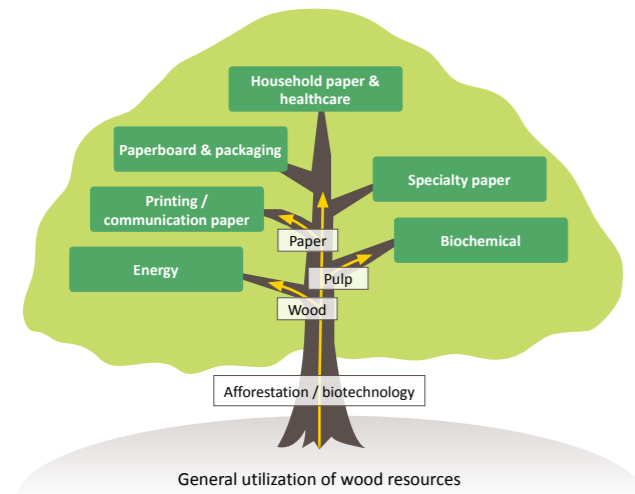 Household paper &
healthcare
Paperboard & packaging
Specialty paper
Printing /
communication paper
Paper
Biochemical
Energy
Pulp
Wood
Afforestation / biotechnology
General utilization of wood resources